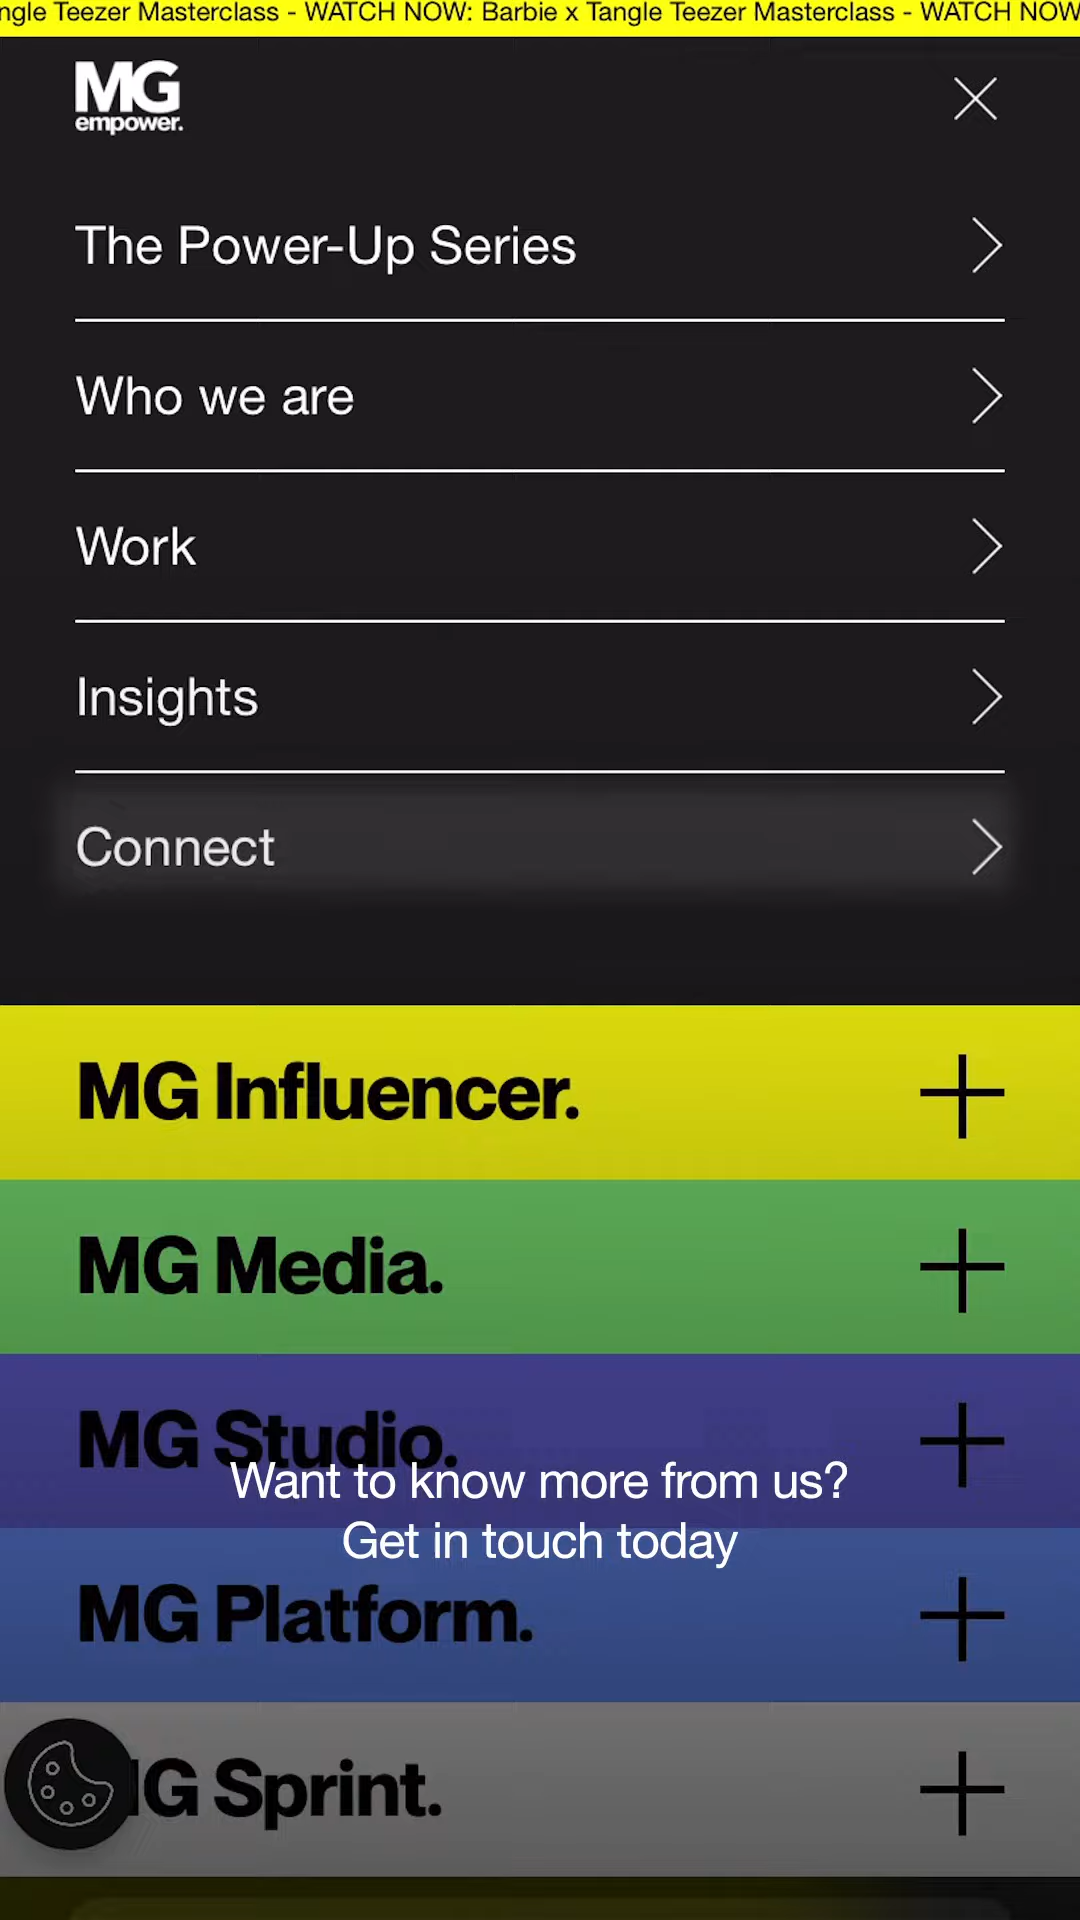 ngle Teezer Masterclass - WATCH NOW: Barbie x Tangle Teezer Masterclass - WATCH NOW
MG
empower.
The Power-Up Series
Who we are
Work
Insights
Connect
MG Influencer.
MG Media.
MG Studio.
Want to know more from us?
Get in touch today
MG Platform.
MG Sprint.